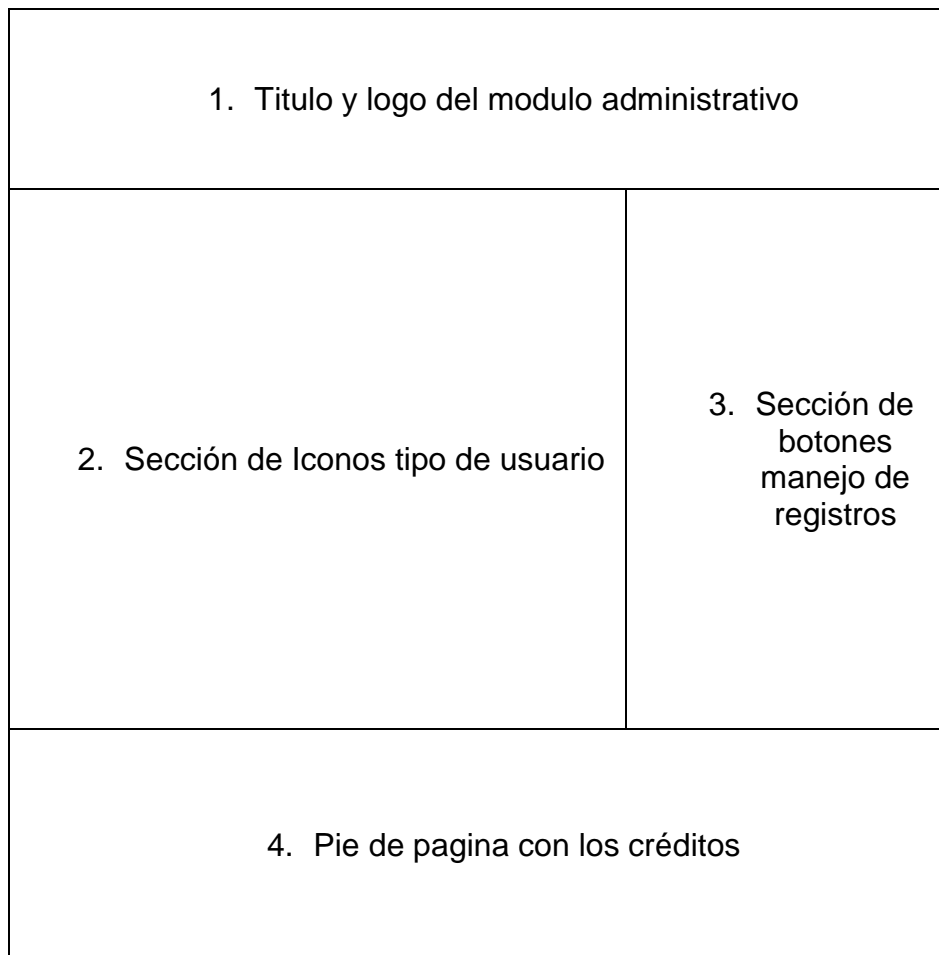 1. Titulo y logo del modulo administrativo
2. Sección de Iconos tipo de usuario
3. Sección de
botones
manejo de
registros
4. Pie de pagina con los créditos